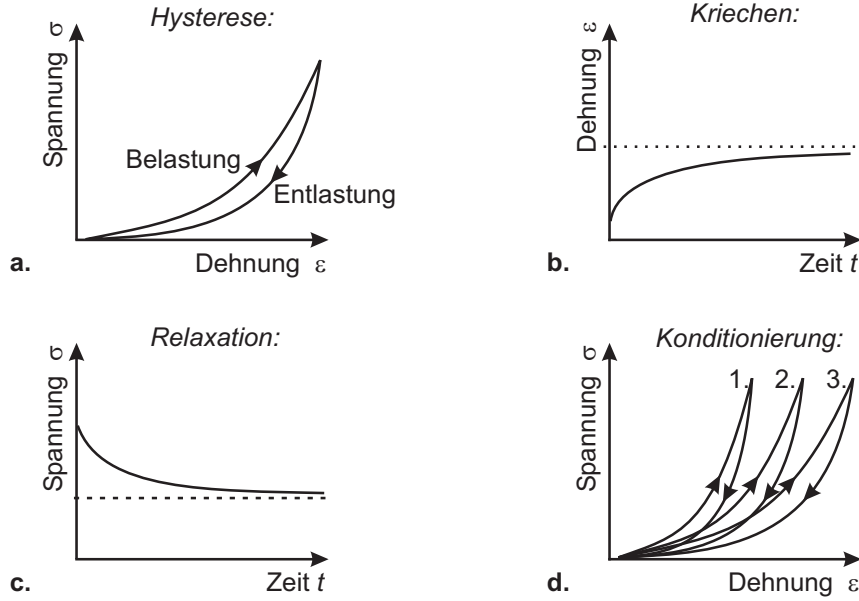 Hysterese:
Spannung σ
Belastung
Entlastung
Dehnung ε
a.
Kriechen:
Dehnung ε
Zeit t
b.
Relaxation:
Spannung σ
Zeit t
c.
Konditionierung:
Spannung σ
1. 2. 3.
Dehnung ε
d.